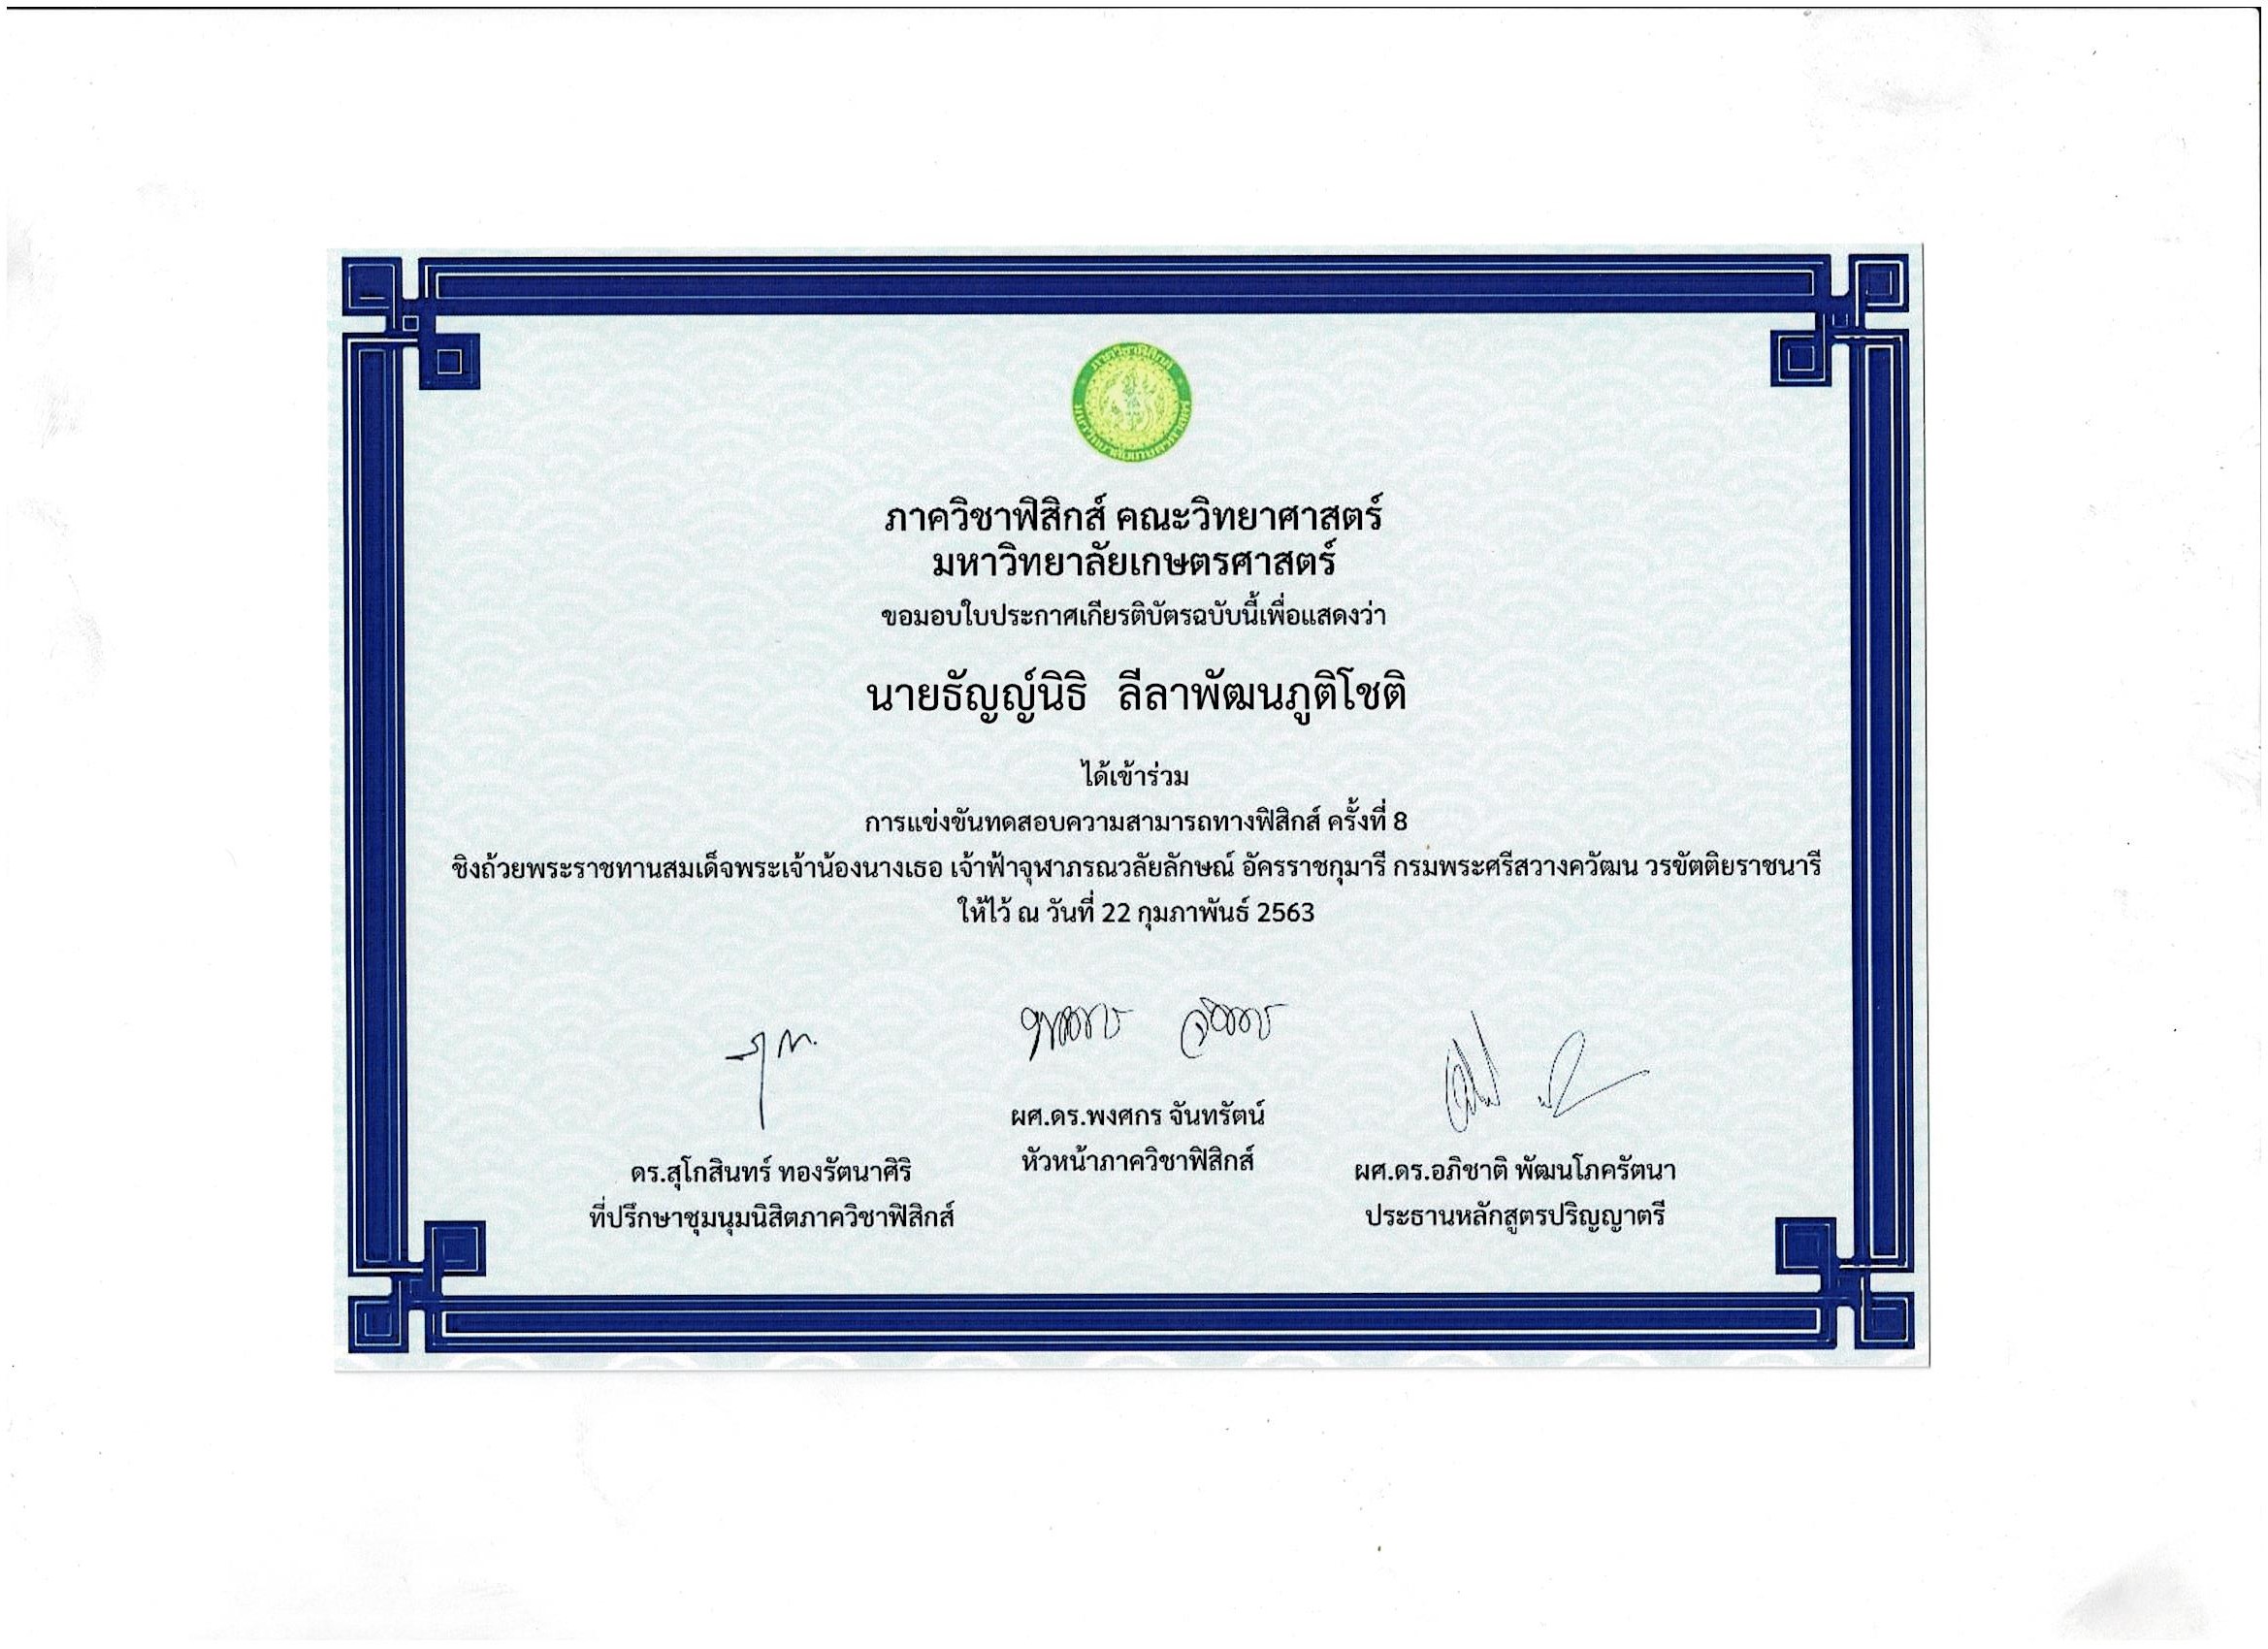 ภาควิชาฟิสิกส์
มหาวิทยาลัยเกษตรศาสตร์
ภาควิชาฟิสิกส์ คณะวิทยาศาสตร์
มหาวิทยาลัยเกษตรศาสตร์
ขอมอบใบประกาศเกียรติบัตรฉบับนี้เพื่อแสดงว่า
นายธัญญ์นิธิ ลีลาพัฒนภูติโชติ
ได้เข้าร่วม
การแข่งขันทดสอบความสามารถทางฟิสิกส์ ครั้งที่ 8
ชิงถ้วยพระราชทานสมเด็จพระเจ้าน้องนางเธอ เจ้าฟ้าจุฬาภรณวลัยลักษณ์ อัครราชกุมารี กรมพระศรีสวางควัฒน วรขัตติยราชนารี
ให้ไว้ ณ วันที่ 22 กุมภาพันธ์ 2563
ดร.สุโกสินทร์ ทองรัตนาศิริ
ที่ปรึกษาชุมนุมนิสิตภาควิชาฟิสิกส์
ผศ.ดร.พงศกร จันทรัตน์
หัวหน้าภาควิชาฟิสิกส์
ผศ.ดร.อภิชาติ พัฒนโภครัตนา
ประธานหลักสูตรปริญญาตรี